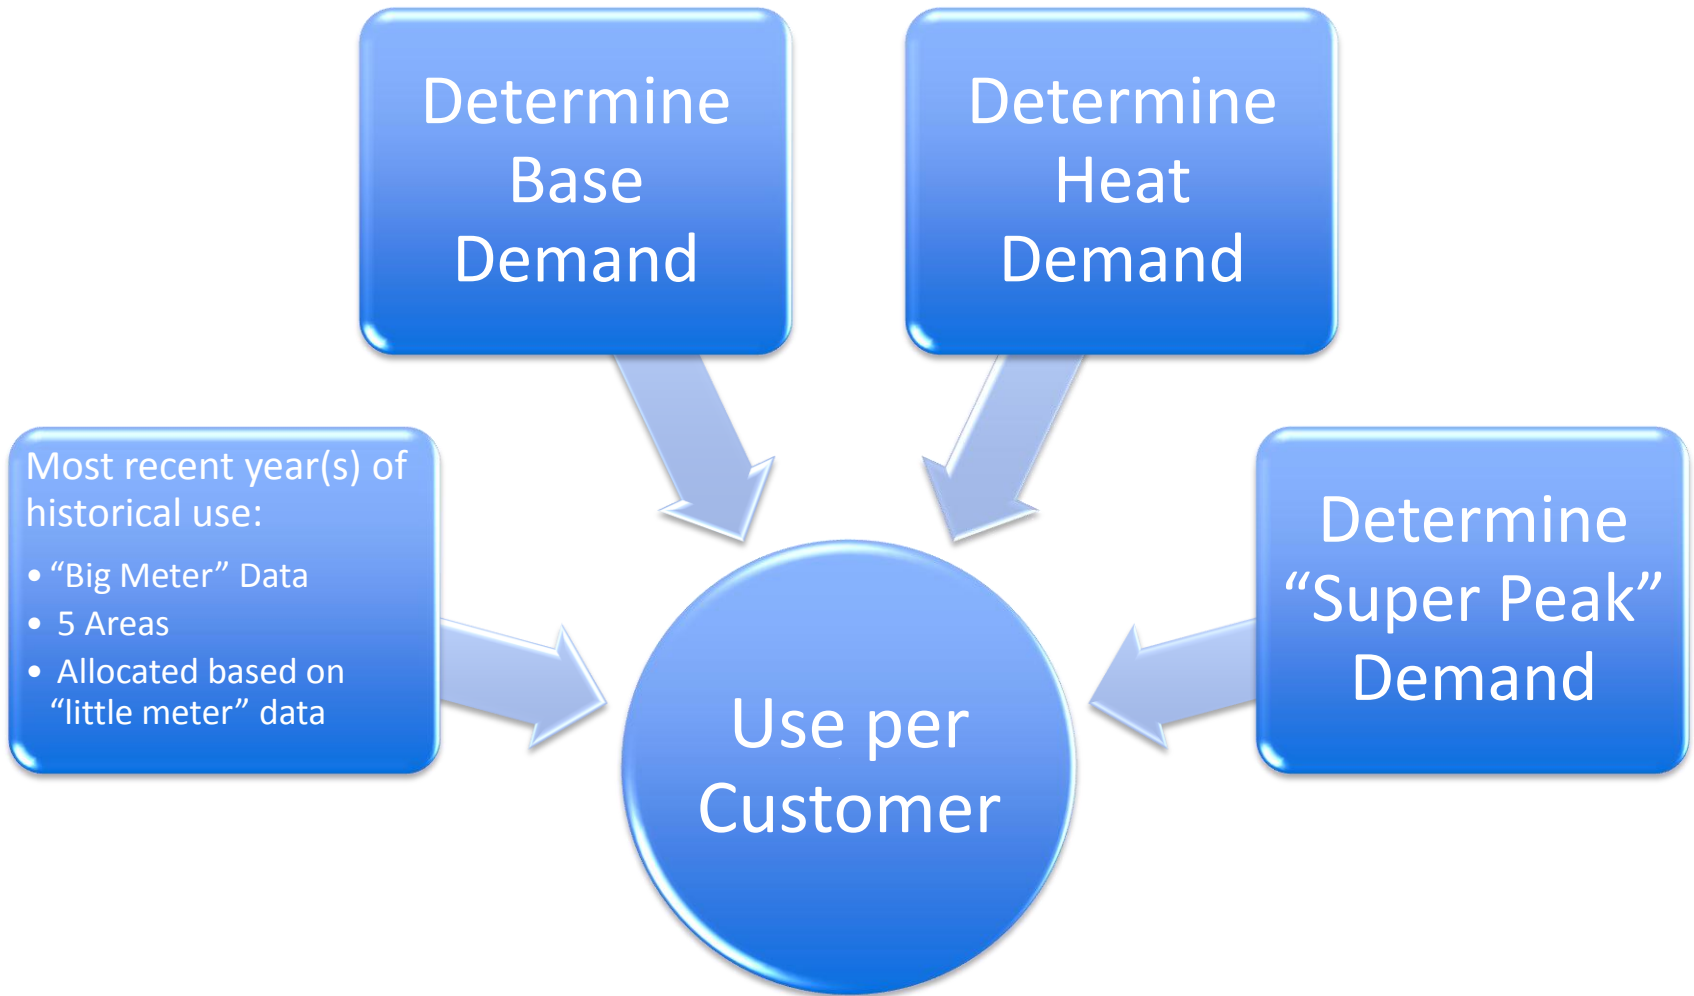 Determine
Base
Demand
Determine
Heat
Demand
Most recent year(s) of
historical use:
• “Big Meter” Data
• 5 Areas
• Allocated based on
“little meter” data
Determine
“Super Peak”
Demand
Use per
Customer